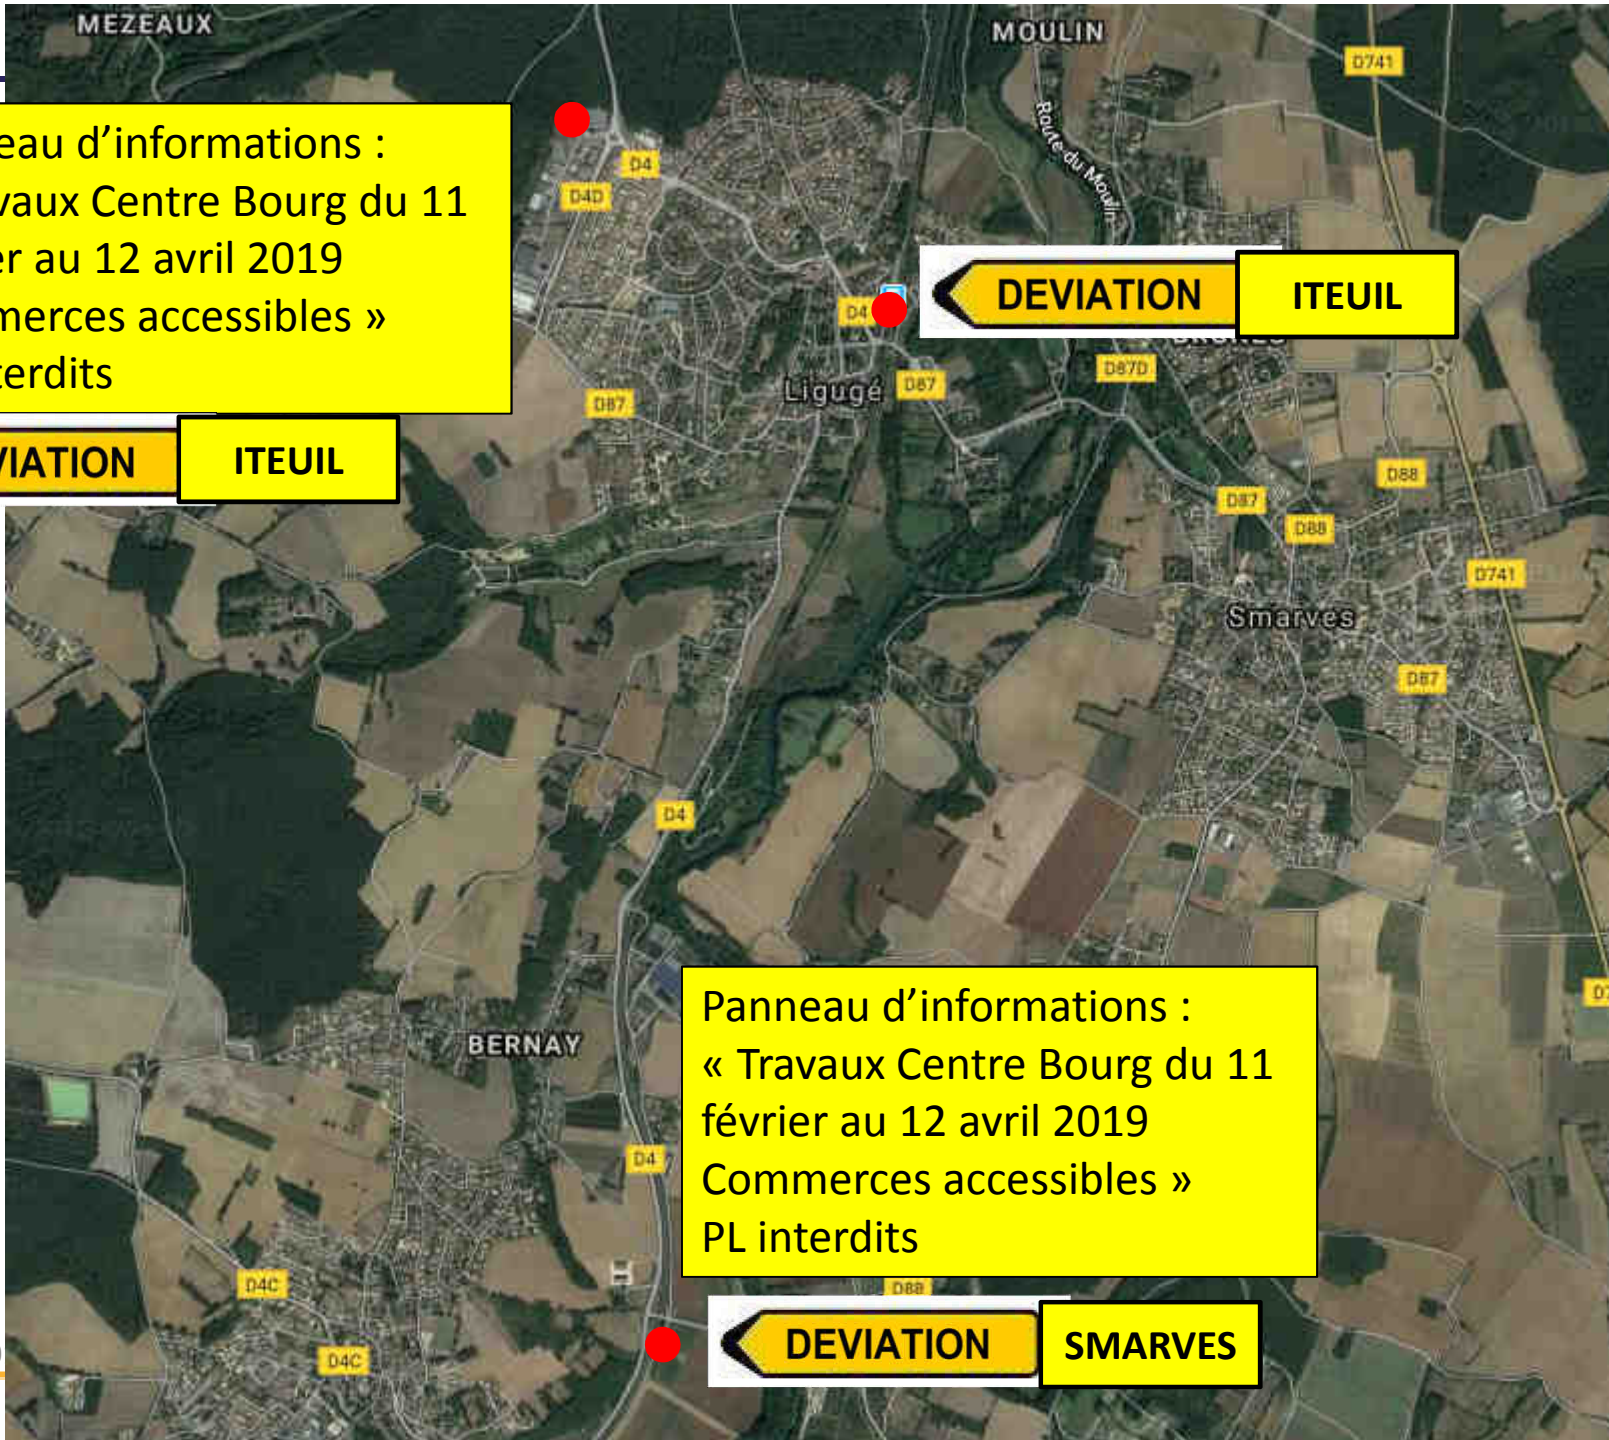 MEZEAUX
MOULIN
D741
eau d’informations :
vaux Centre Bourg du 11
er au 12 avril 2019
merces accessibles »
terdits
D4
D4D
Route du Moulin
DEVIATION ITEUIL
D4
D87D
Ligugé
D87
D87
VIATION ITEUIL
D88
D87
D88
D741
Smarves
D87
D4
Panneau d’informations :
« Travaux Centre Bourg du 11
février au 12 avril 2019
Commerces accessibles »
PL interdits
BERNAY
D4
D4C
D88
DEVIATION SMARVES
D4C